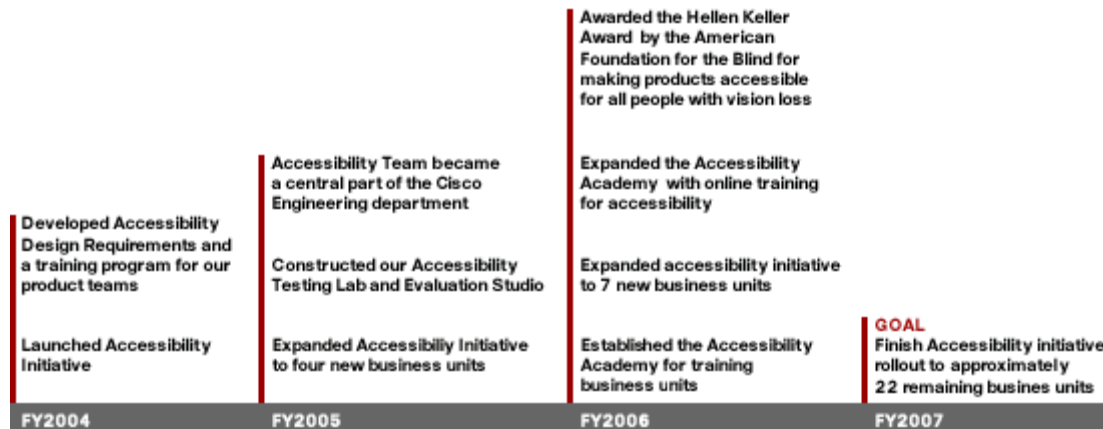 Developed Accessibility
Design Requirements and
a training program for our
product teams
Launched Accessibility
Initiative
FY2004
Accessibility Team became
a central part of the Cisco
Engineering department
Constructed our Accessibility
Testing Lab and Evaluation Studio
Expanded Accessibiliy Initiative
to four new business units
FY2005
Awarded the Hellen Keller
Award by the American
Foundation for the Blind for
making products accessible
for all people with vision loss
Expanded the Accessibility
Academy with online training
for accessibility
Expanded accessibility initiative
to 7 new business units
Established the Accessibility
Academy for training
business units
FY2006
GOAL
Finish Accessibility initiative
rollout to approximately
22 remaining busines units
FY2007